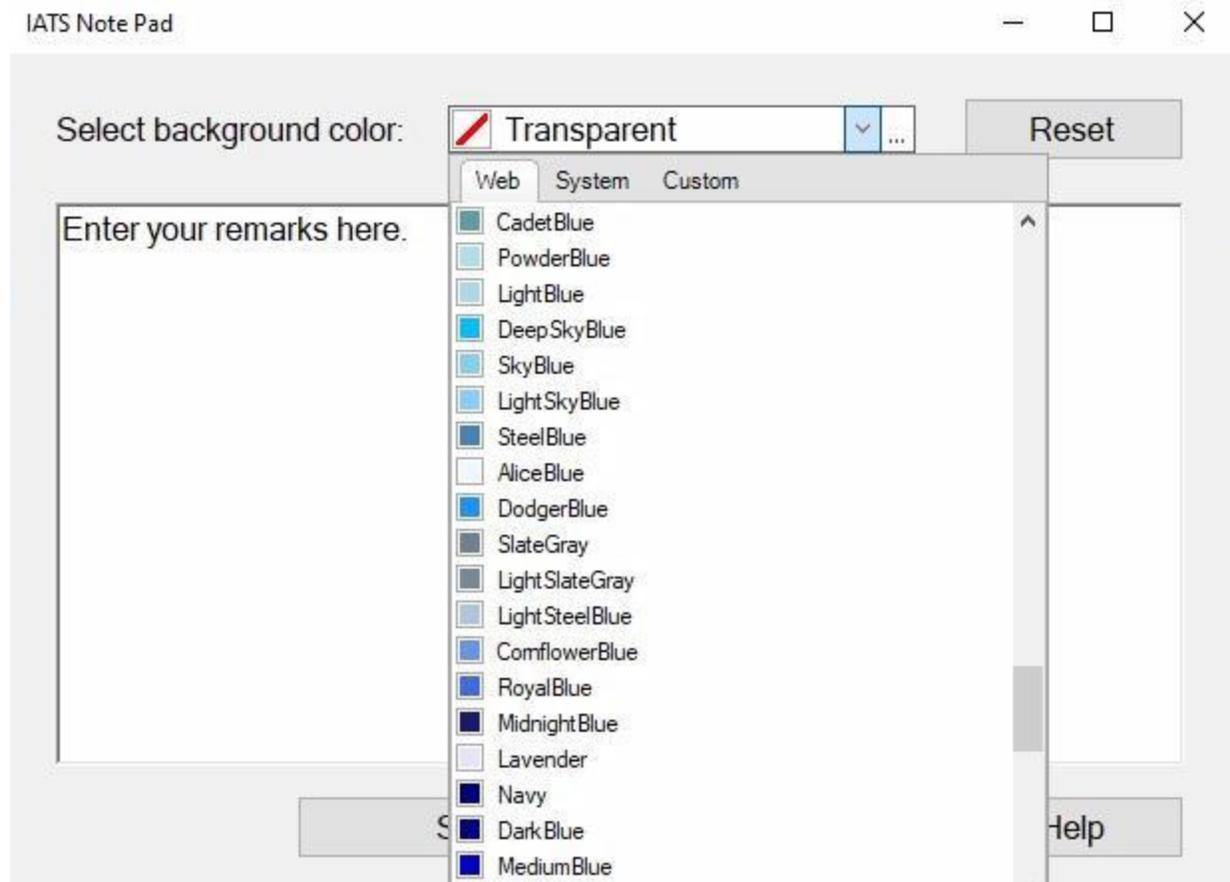 IATS Note Pad
Select background color:
Transparent
...
Reset
Web System Custom
Enter your remarks here.
CadetBlue
PowderBlue
LightBlue
DeepSkyBlue
SkyBlue
LightSkyBlue
SteelBlue
AliceBlue
DodgerBlue
SlateGray
LightSlateGray
LightSteelBlue
CornflowerBlue
RoyalBlue
MidnightBlue
Lavender
Navy
DarkBlue
MediumBlue
Help